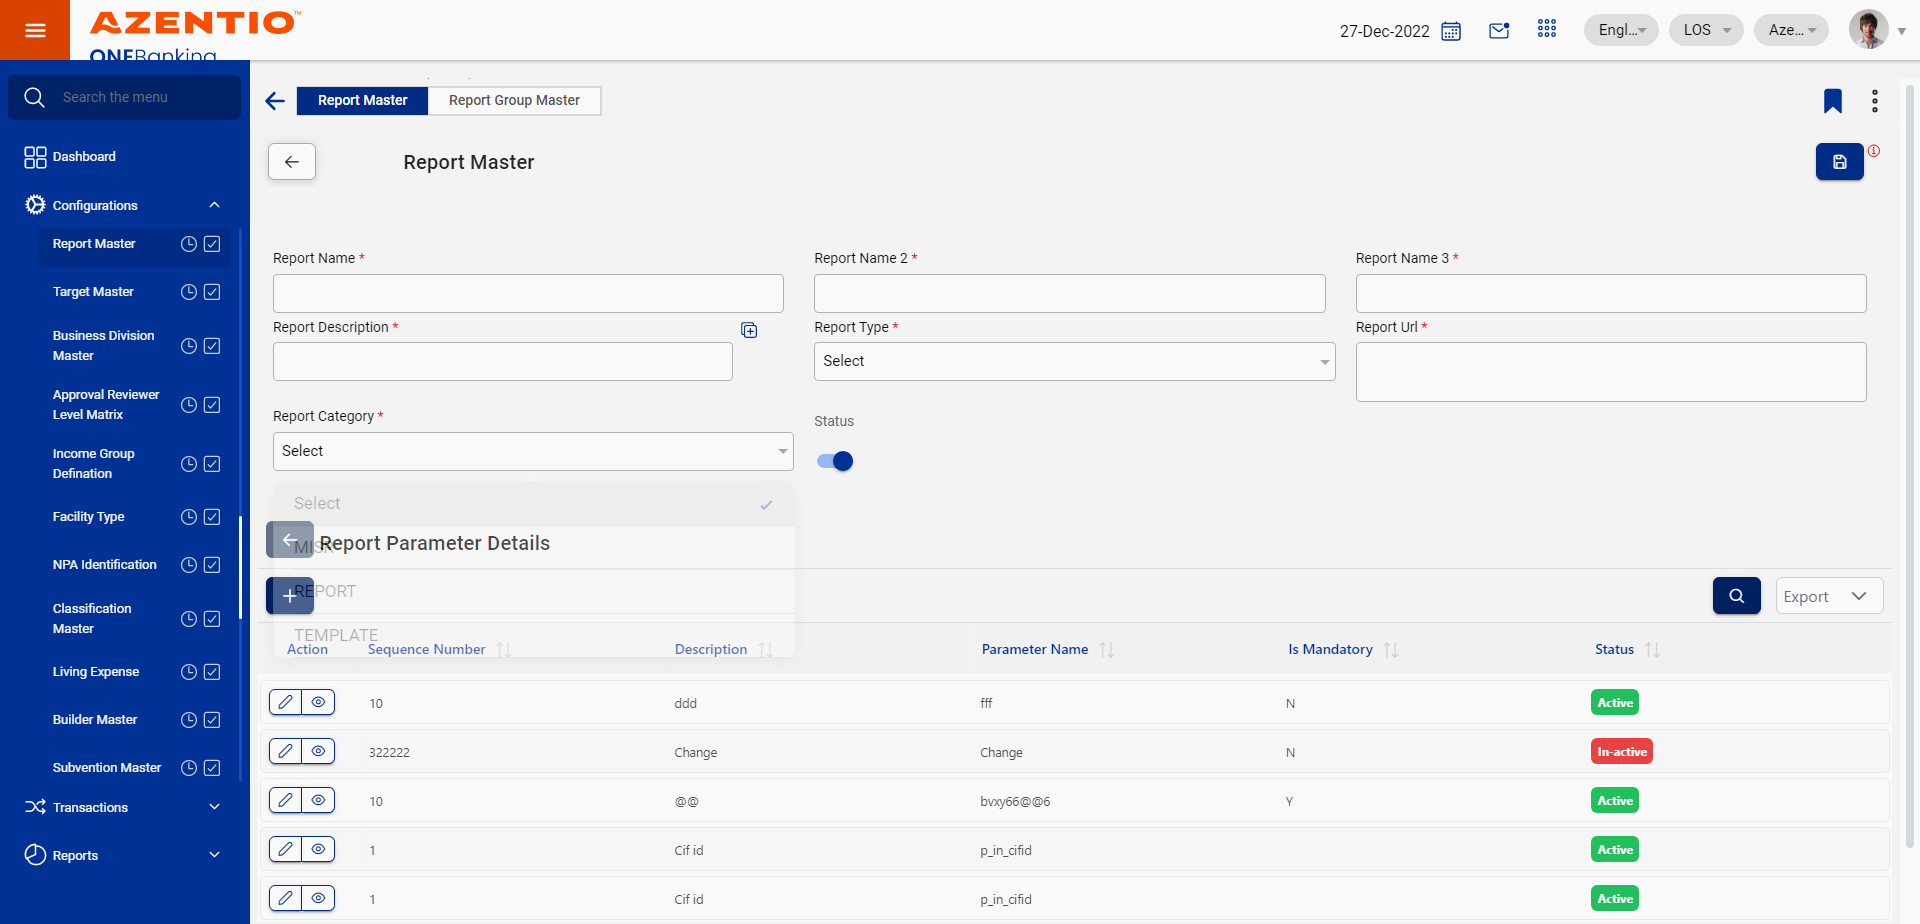 AZENTIO™
ONEBanking
27-Dec-2022
Engl...
LOS
Aze...
Search the menu
Dashboard
Configurations
Report Master
Target Master
Business Division
Master
Approval Reviewer
Level Matrix
Income Group
Defination
Facility Type
NPA Identification
Classification
Master
Living Expense
Builder Master
Subvention Master
Transactions
Reports
Report Master
Report Group Master
Report Master
Report Name *
Report Name 2 *
Report Name 3 *
Report Description *
Report Type *
Report Url *
Select
Report Category *
Status
Select
Select
MISR
Report Parameter Details
REPORT
TEMPLATE
Export
Action
Sequence Number
Description
Parameter Name
Is Mandatory
Status
10 ddd fff N Active
322222 Change Change N In-active
10 @@ bvxy66@@6 Y Active
1 Cif id p_in_cifid Active
1 Cif id p_in_cifid Active